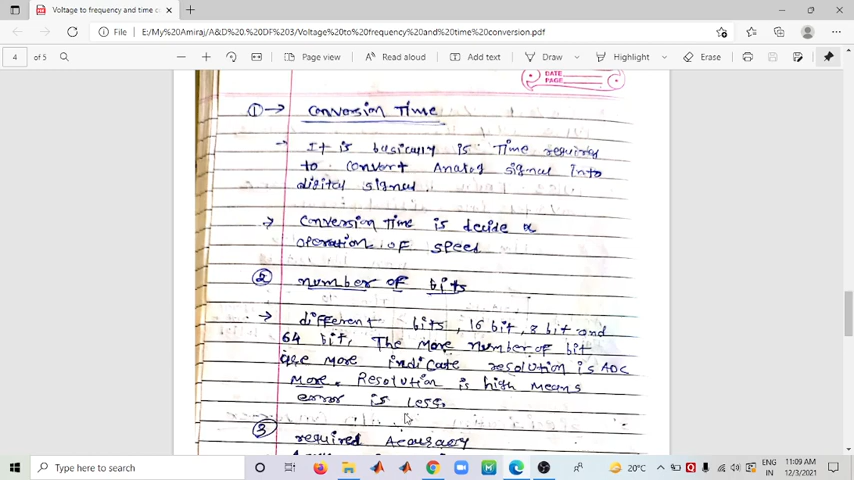 Voltage to frequency and time c
File
E:/My%20Amiraj/A&D%20.%20DF%203/Voltage%20to%20frequency%20and%20time%20conversion.pdf
4 of 5
Page view
Read aloud
Add text
Draw
Highlight
Erase
DATE
PAGE
① → Conversion Time
→ It is basically is Time required
to convert Analog signal into
digital signal.
→ Conversion Time is decide
operation of speed
② number of bits
→ different bits, 16 bit, 8 bit and
64 bit. The more number of bit
are more indicate resolution is ADC
more. Resolution is high means
error is less.
③ required Accuracy
Type here to search
20°C
ENG
IN
11:09 AM
12/3/2021